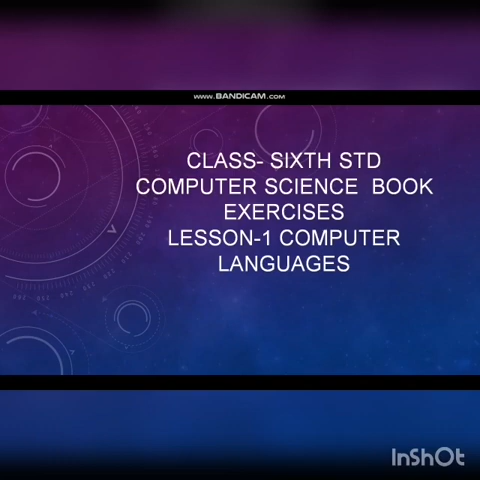 www.BANDICAM.com
CLASS- SIXTH STD
COMPUTER SCIENCE  BOOK
EXERCISES
LESSON-1 COMPUTER
LANGUAGES
InShOt